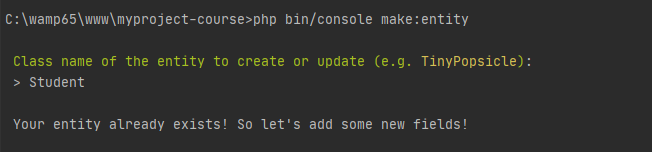 C:\wamp65\www\myproject-course>php bin/console make:entity
Class name of the entity to create or update (e.g. TinyPopsicle):
> Student
Your entity already exists! So let's add some new fields!